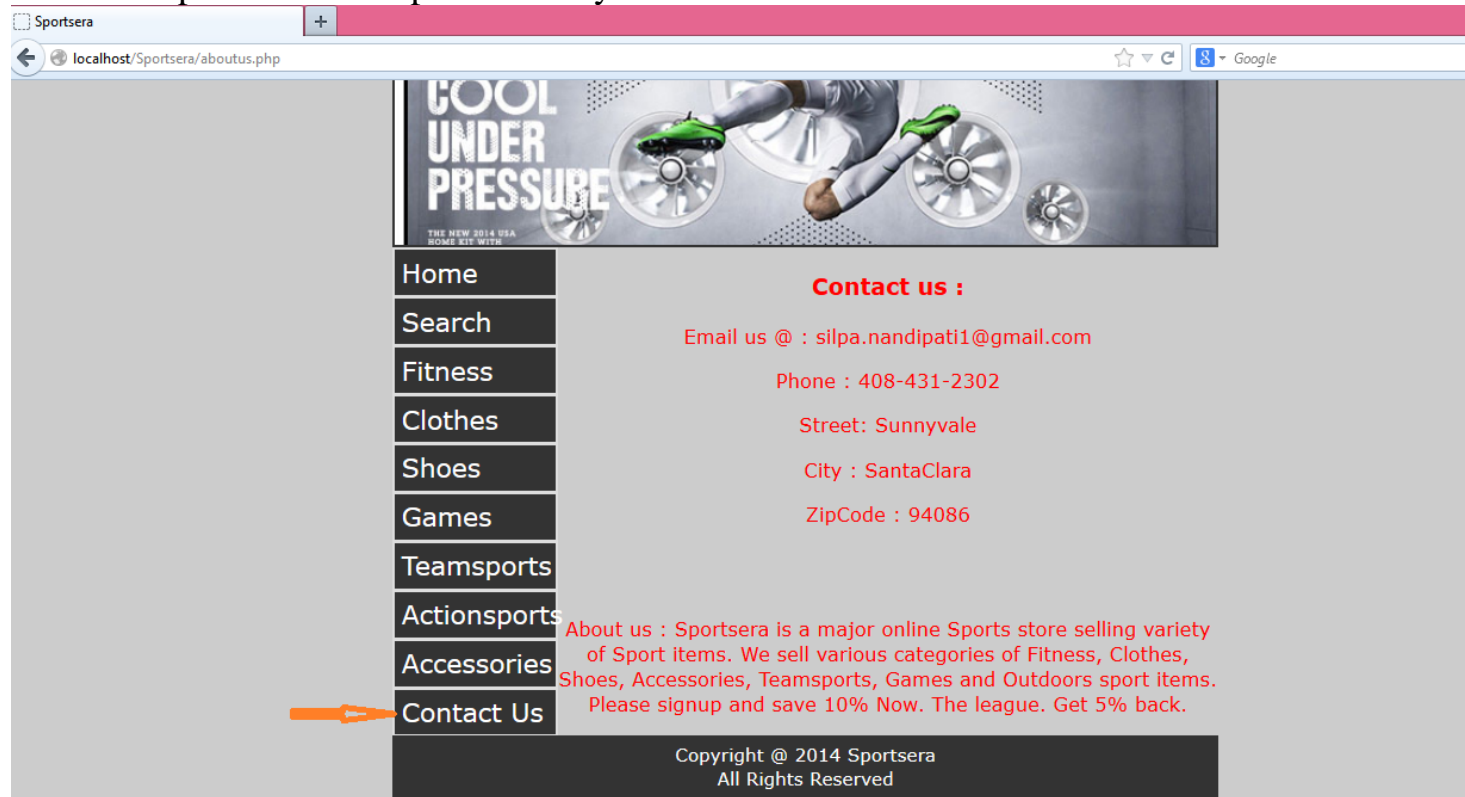 Sportsera
+
localhost/Sportsera/aboutus.php
8
Google
COOL
UNDER
PRESSURE
THE NEW 2014 USA
HOME KIT WITH
Home
Search
Fitness
Clothes
Shoes
Games
Teamsports
Actionsports
Accessories
Contact Us
Contact us :
Email us @ : silpa.nandipati1@gmail.com
Phone : 408-431-2302
Street: Sunnyvale
City : SantaClara
ZipCode : 94086
About us : Sportsera is a major online Sports store selling variety
of Sport items. We sell various categories of Fitness, Clothes,
Shoes, Accessories, Teamsports, Games and Outdoors sport items.
Please signup and save 10% Now. The league. Get 5% back.
Copyright @ 2014 Sportsera
All Rights Reserved